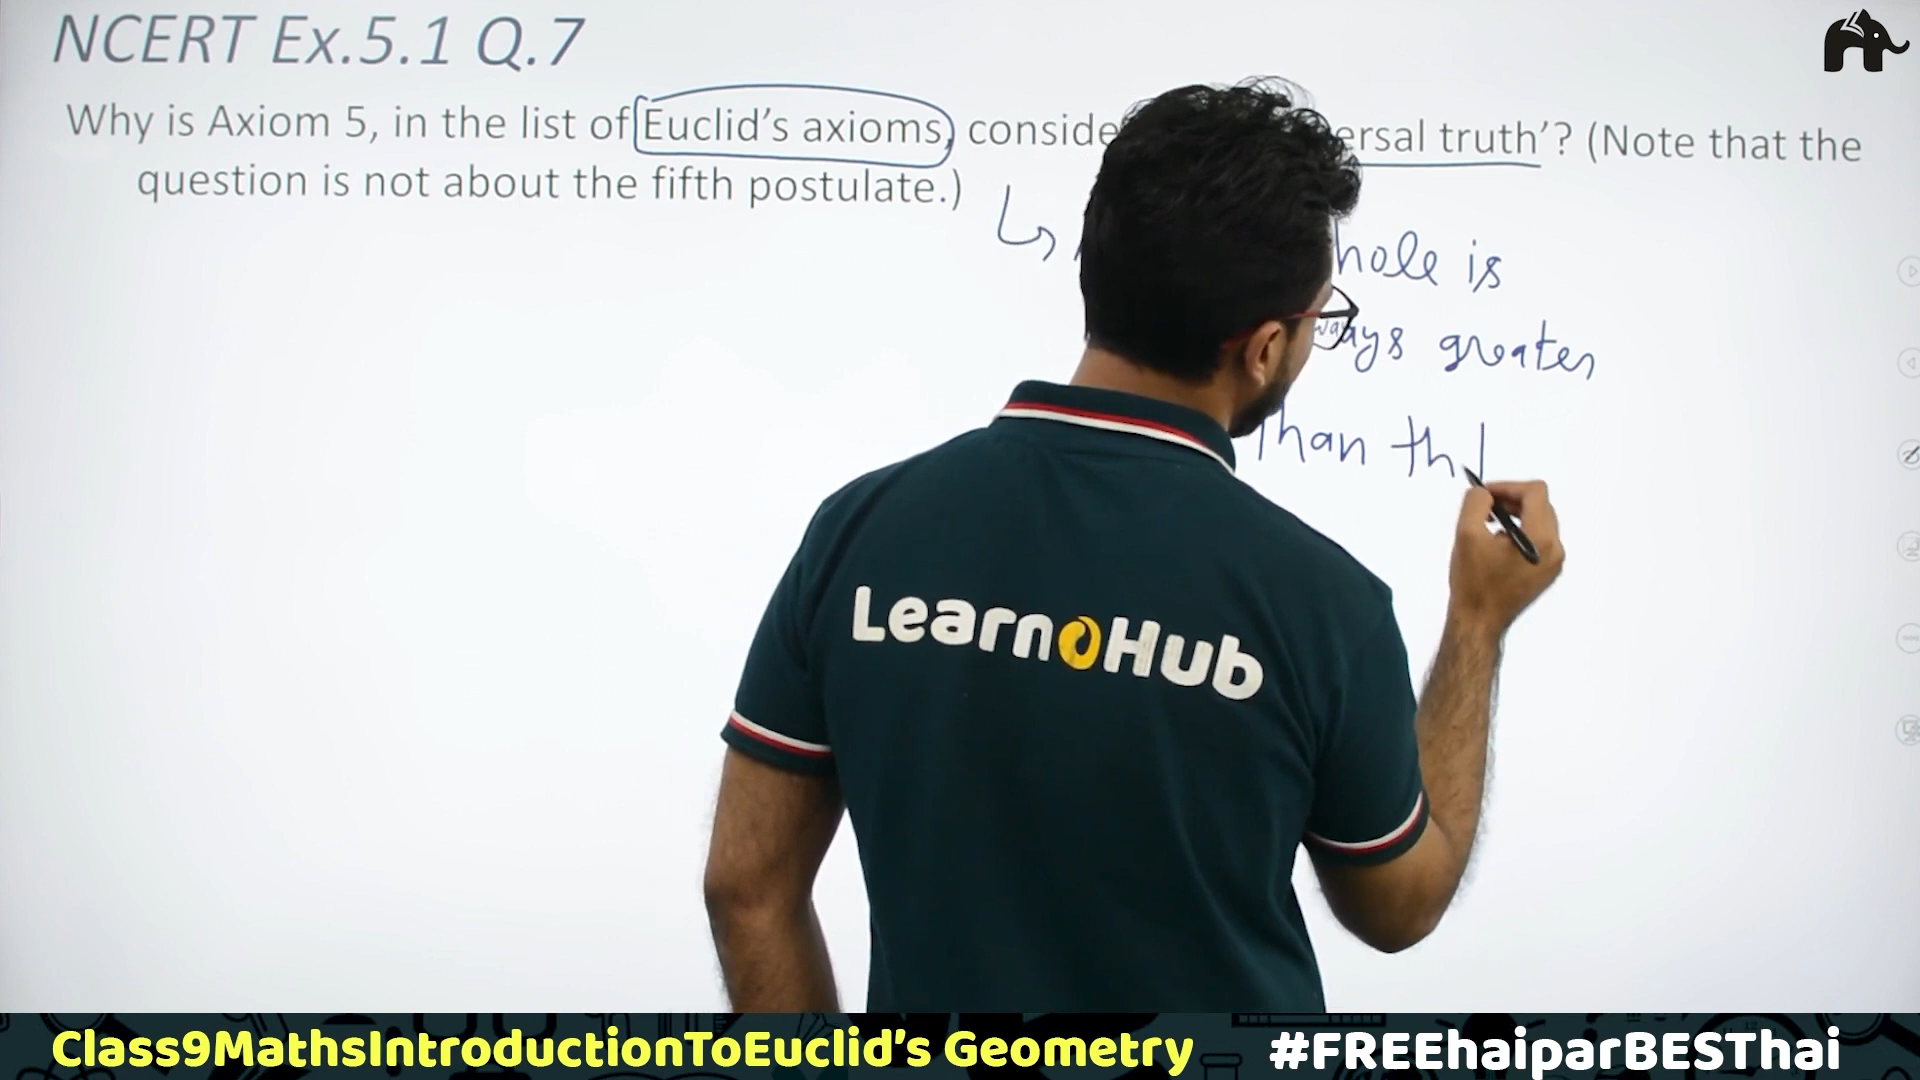 NCERT Ex.5.1 Q.7
Why is Axiom 5, in the list of Euclid's axioms, conside ersal truth'? (Note that the
question is not about the fifth postulate.)
hole is
ways greater
than th
LearnoHub
Class9MathsIntroductionToEuclid's Geometry #FREEhaiparBESThai